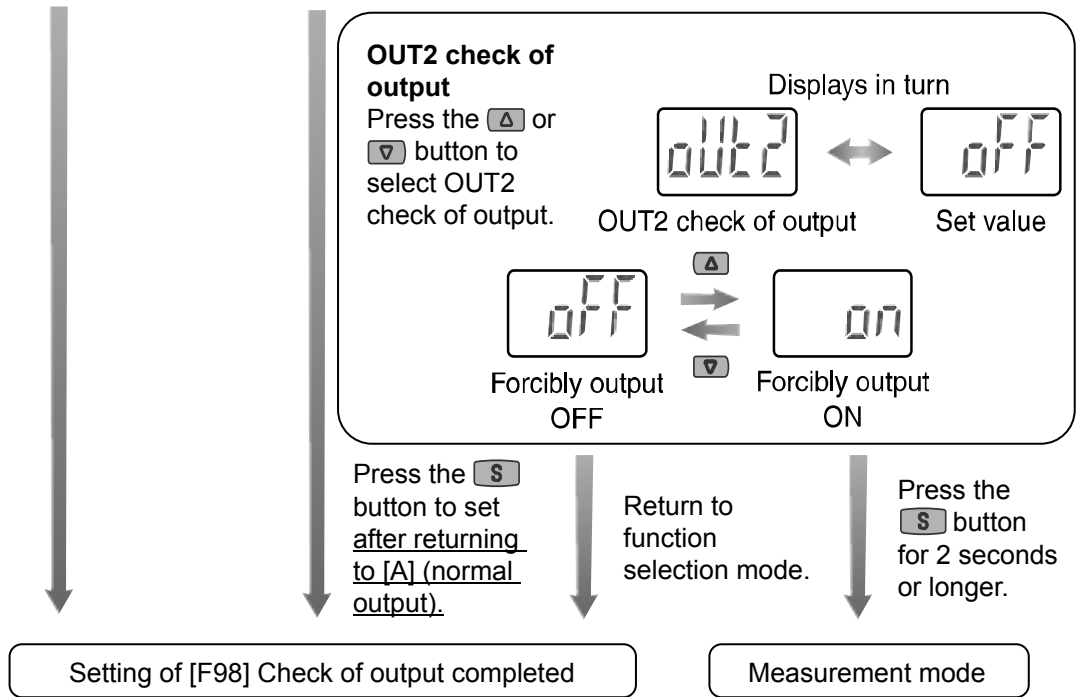 OUT2 check of
output
Press the △ or
▽ button to
select OUT2
check of output.
Displays in turn
oUt2
oFF
OUT2 check of output
Set value
△
oFF
on
▽
Forcibly output
OFF
Forcibly output
ON
Press the S
button to set
after returning
to [A] (normal
output).
Return to
function
selection mode.
Press the
S button
for 2 seconds
or longer.
Setting of [F98] Check of output completed
Measurement mode